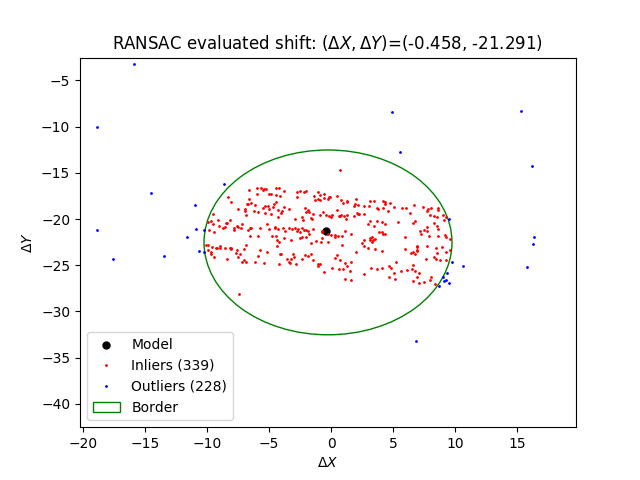 RANSAC evaluated shift: (ΔX, ΔY)=(-0.458, -21.291)
−5
−10
−15
−20
−25
−30
−35
−40
ΔY
Model
Inliers (339)
Outliers (228)
Border
−20 −15 −10 −5 0 5 10 15
ΔX